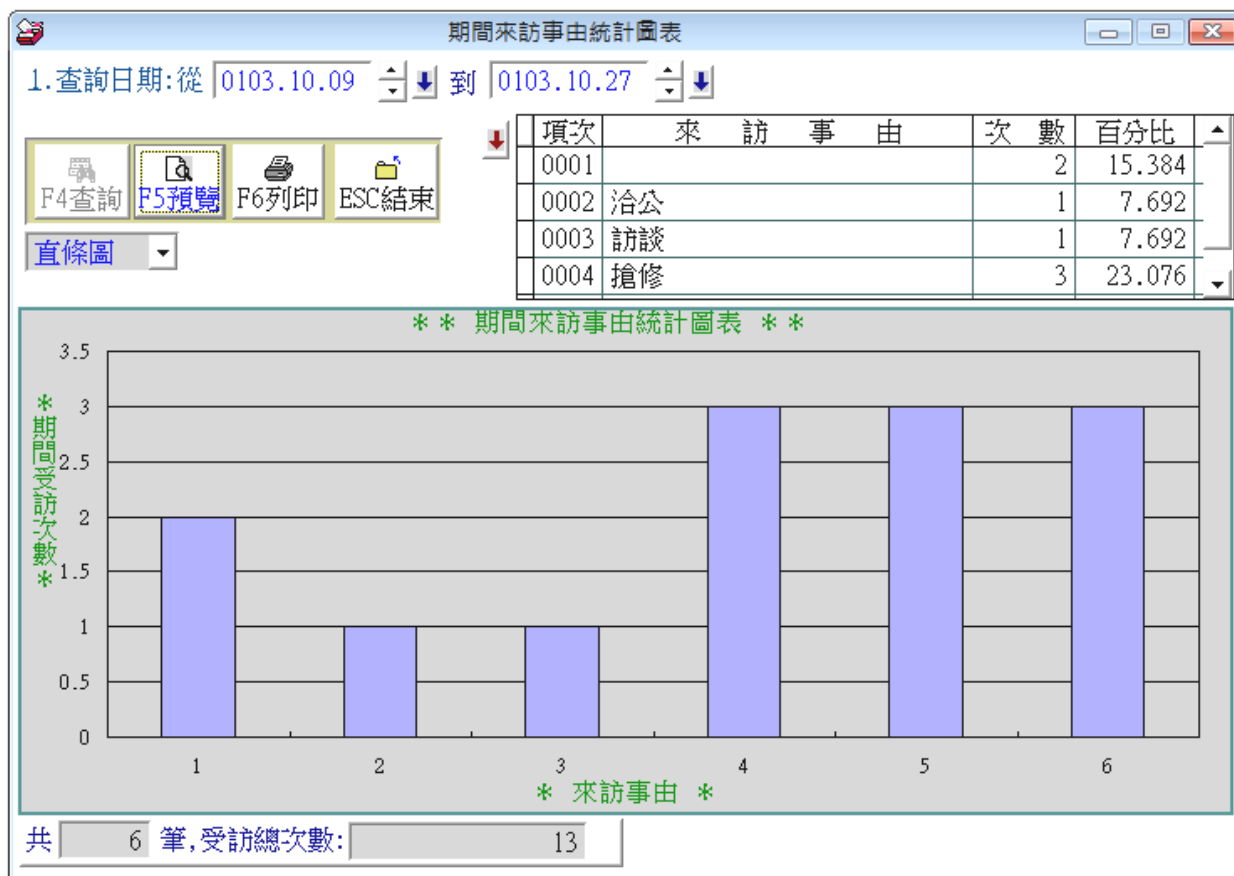 期間來訪事由統計圖表
1.查詢日期:從 0103.10.09 到 0103.10.27
F4查詢 F5預覽 F6列印 ESC結束
直條圖
項次 來訪事由 次數 百分比
0001 2 15.384
0002 洽公 1 7.692
0003 訪談 1 7.692
0004 搶修 3 23.076
** 期間來訪事由統計圖表 **
*期間受訪次數*
3.5
3
2.5
2
1.5
1
0.5
0
1 2 3 4 5 6
* 來訪事由 *
共 6 筆,受訪總次數: 13